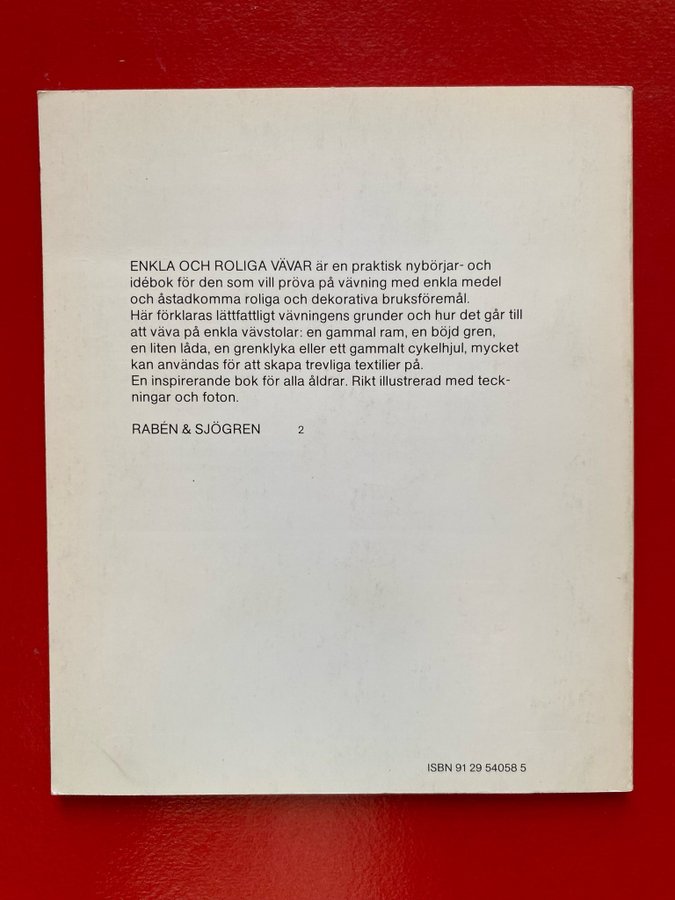 ENKLA OCH ROLIGA VÄVAR är en praktisk nybörjar- och
idébok för den som vill pröva på vävning med enkla medel
och åstadkomma roliga och dekorativa bruksföremål.
Här förklaras lättfattligt vävningens grunder och hur det går till
att väva på enkla vävstolar: en gammal ram, en böjd gren,
en liten låda, en grenklyka eller ett gammalt cykelhjul, mycket
kan användas för att skapa trevliga textilier på.
En inspirerande bok för alla åldrar. Rikt illustrerad med teck-
ningar och foton.
RABÉN & SJÖGREN 2
ISBN 91 29 54058 5